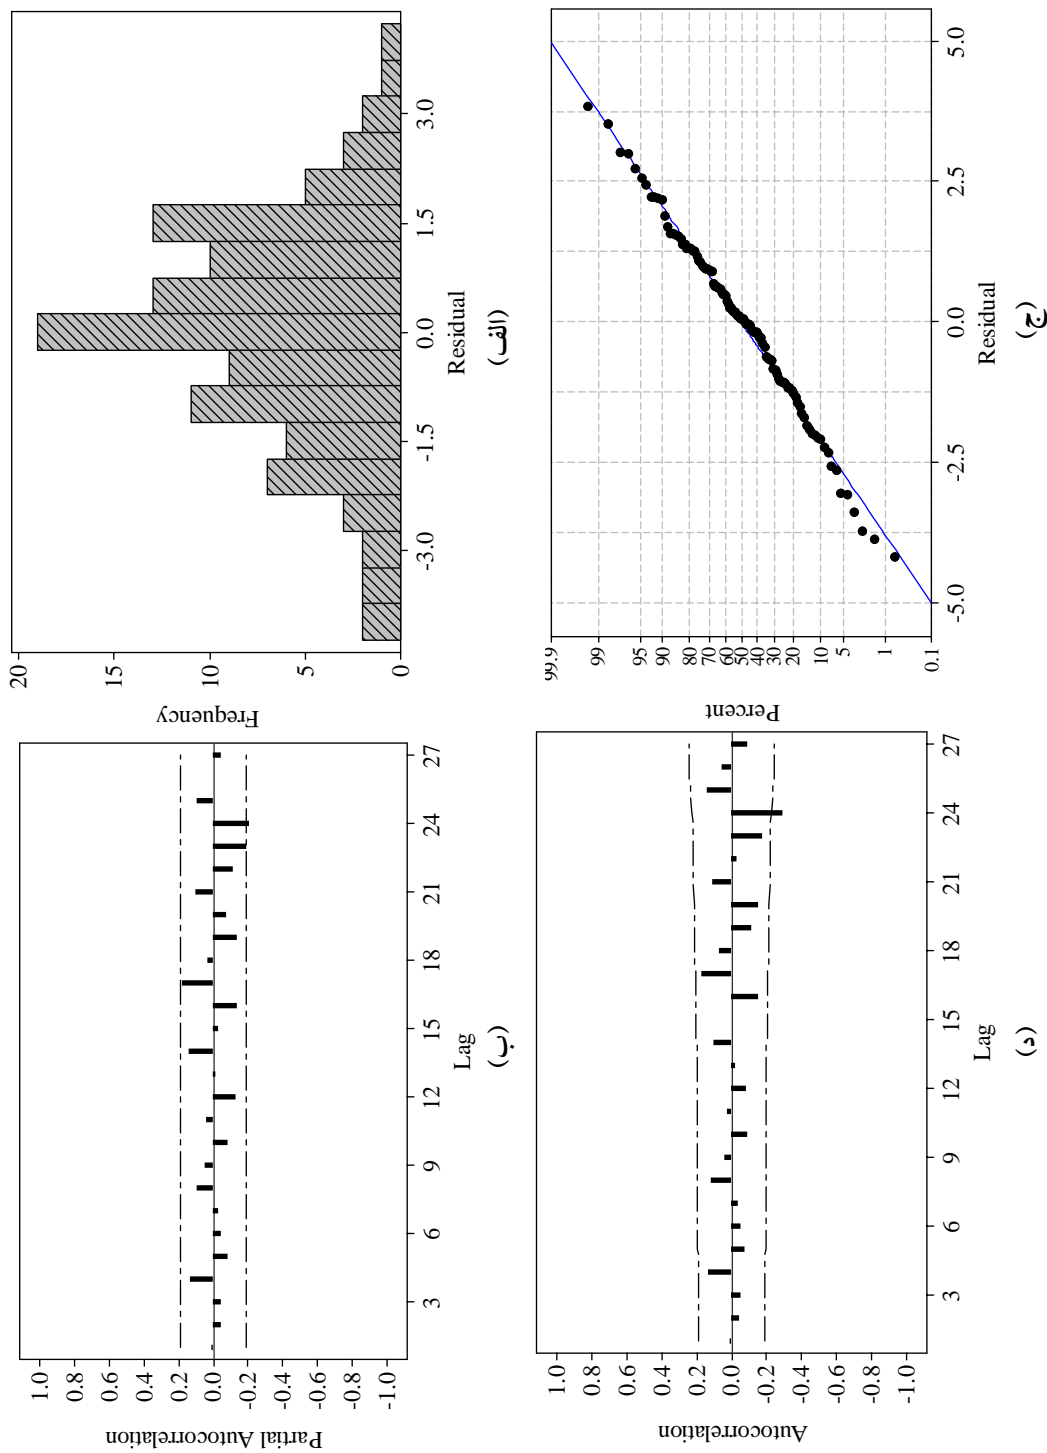 Frequency
20
15
10
5
0
-3.0 -1.5 0.0 1.5 3.0
Residual
الف)
Percent
99.9
99
95
90
80
70
60
50
40
30
20
10
5
1
0.1
-5.0 -2.5 0.0 2.5 5.0
Residual
ج)
Partial Autocorrelation
1.0
0.8
0.6
0.4
0.2
0.0
-0.2
-0.4
-0.6
-0.8
-1.0
3 6 9 12 15 18 21 24 27
Lag
ب)
Autocorrelation
1.0
0.8
0.6
0.4
0.2
0.0
-0.2
-0.4
-0.6
-0.8
-1.0
3 6 9 12 15 18 21 24 27
Lag
د)